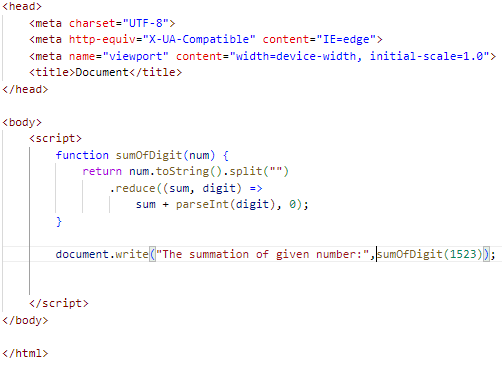 <head>
<meta charset="UTF-8">
<meta http-equiv="X-UA-Compatible" content="IE=edge">
<meta name="viewport" content="width=device-width, initial-scale=1.0">
<title>Document</title>
</head>
<body>
<script>
function sumOfDigit(num) {
return num.toString().split("")
.reduce((sum, digit) =>
sum + parseInt(digit), 0);
}
document.write("The summation of given number:",sumOfDigit(1523));
</script>
</body>
</html>